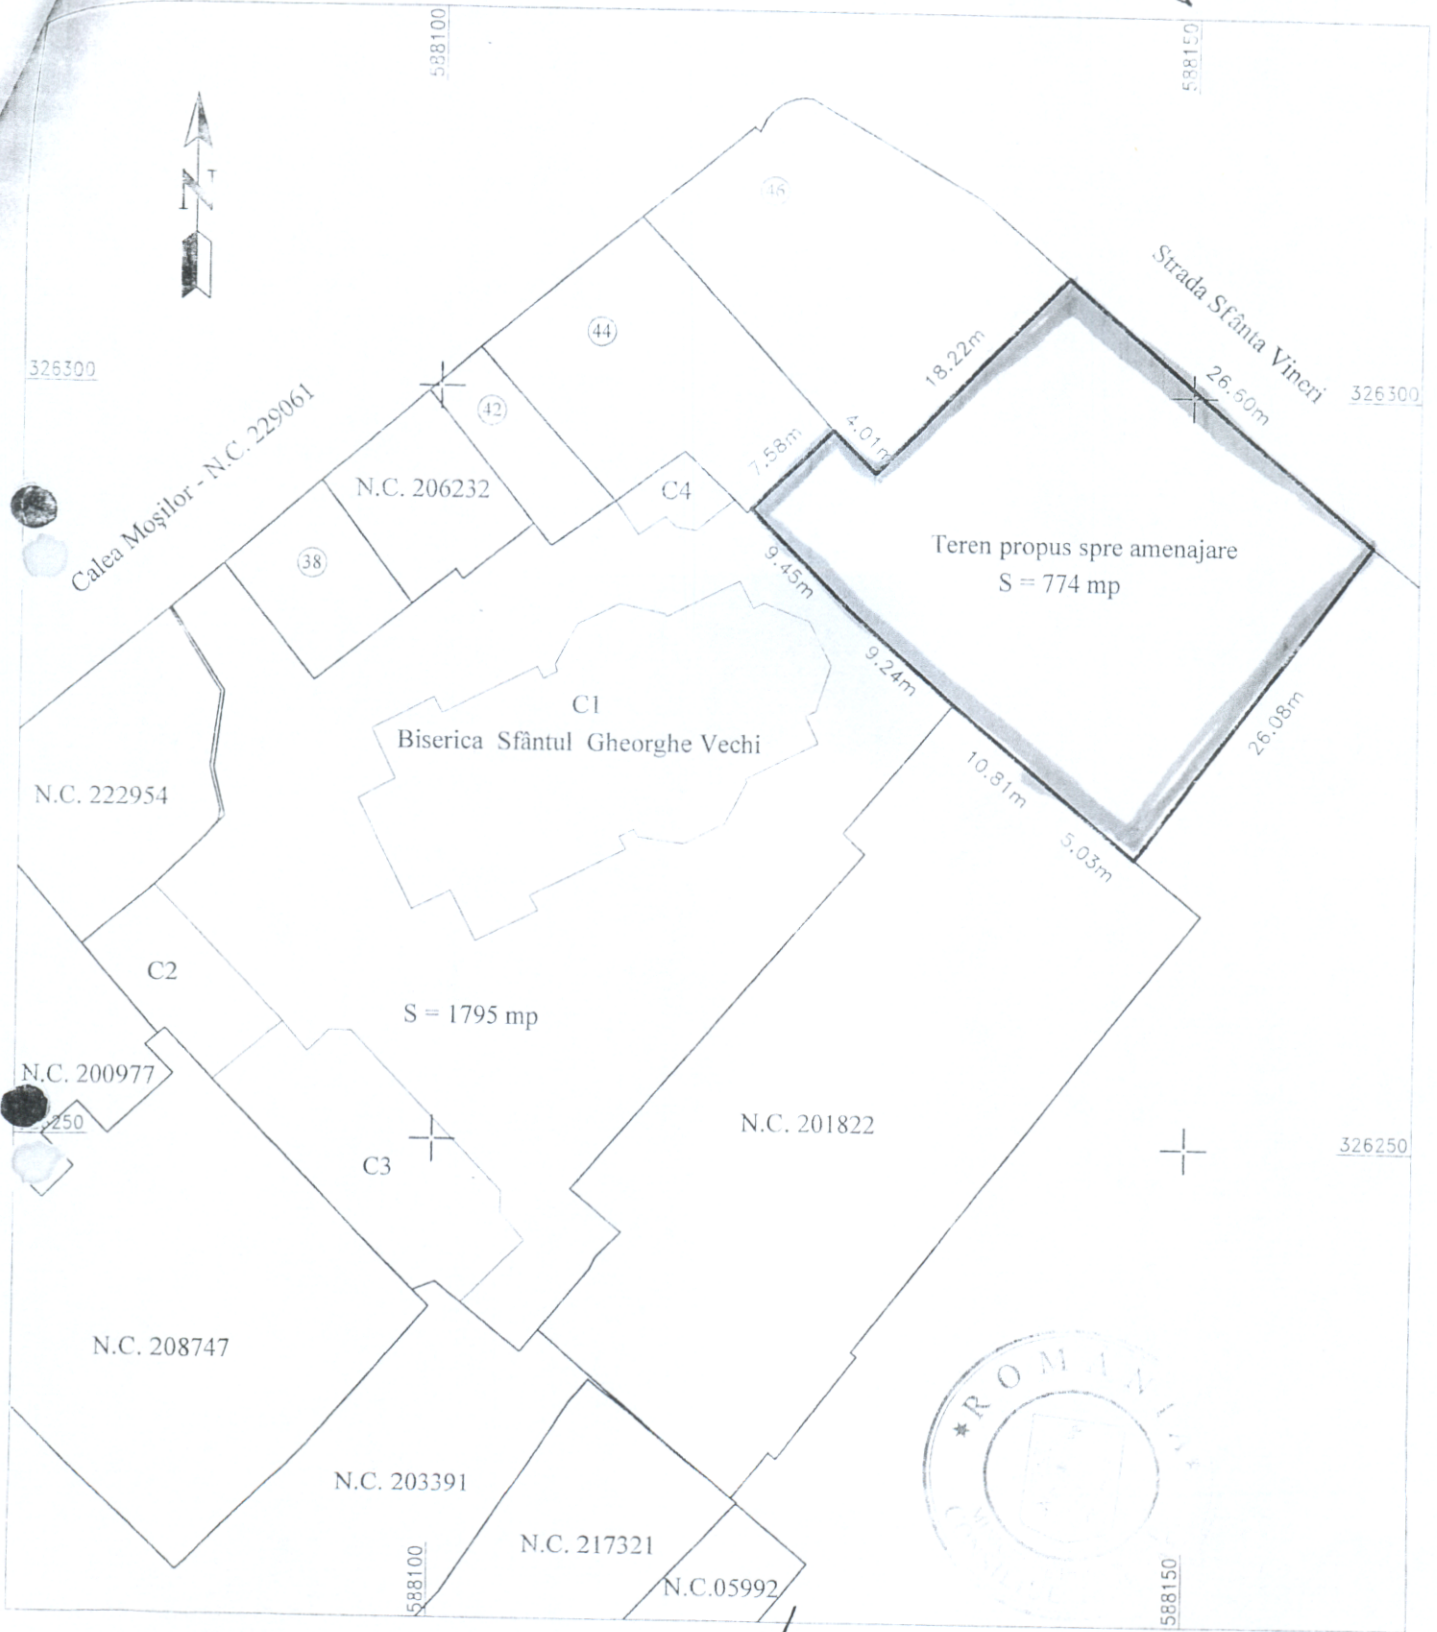 588100
588150
N
T
46
Strada Sfânta Vineri
44
18.22m
326300
26.60m
326300
42
4.01m
7.58m
Calea Moșilor - N.C. 229061
N.C. 206232
C4
38
Teren propus spre amenajare
S = 774 mp
9.45m
9.24m
C1
Biserica Sfântul Gheorghe Vechi
26.08m
10.81m
N.C. 222954
5.03m
C2
S = 1795 mp
N.C. 200977
250
N.C. 201822
326250
C3
N.C. 208747
★ROMANIA
N.C. 203391
N.C. 217321
N.C.05992
588100
588150